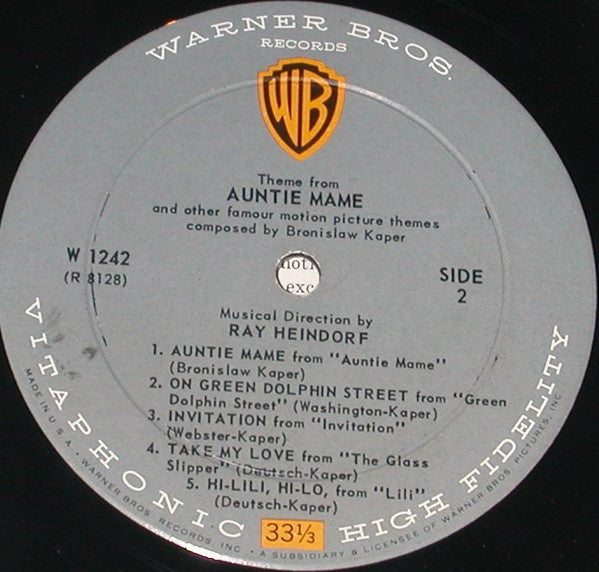 WARNER BROS.
RECORDS
WB
Theme from
AUNTIE MAME
and other famour motion picture themes
composed by Bronislaw Kaper
W 1242
(R 8128)
SIDE
2
exc
Musical Direction by
RAY HEINDORF
1. AUNTIE MAME from "Auntie Mame"
(Bronislaw Kaper)
2. ON GREEN DOLPHIN STREET from "Green
Dolphin Street" (Washington-Kaper)
3. INVITATION from "Invitation"
(Webster-Kaper)
4. TAKE MY LOVE from "The Glass
Slipper" (Deutsch-Kaper)
5. HI-LILI, HI-LO, from "Lili"
(Deutsch-Kaper)
VITAPHONIC
33⅓
HIGH FIDELITY
MADE IN U.S.A. • WARNER BROS. RECORDS, INC. • A SUBSIDIARY & LICENSEE OF WARNER BROS. PICTURES, INC.